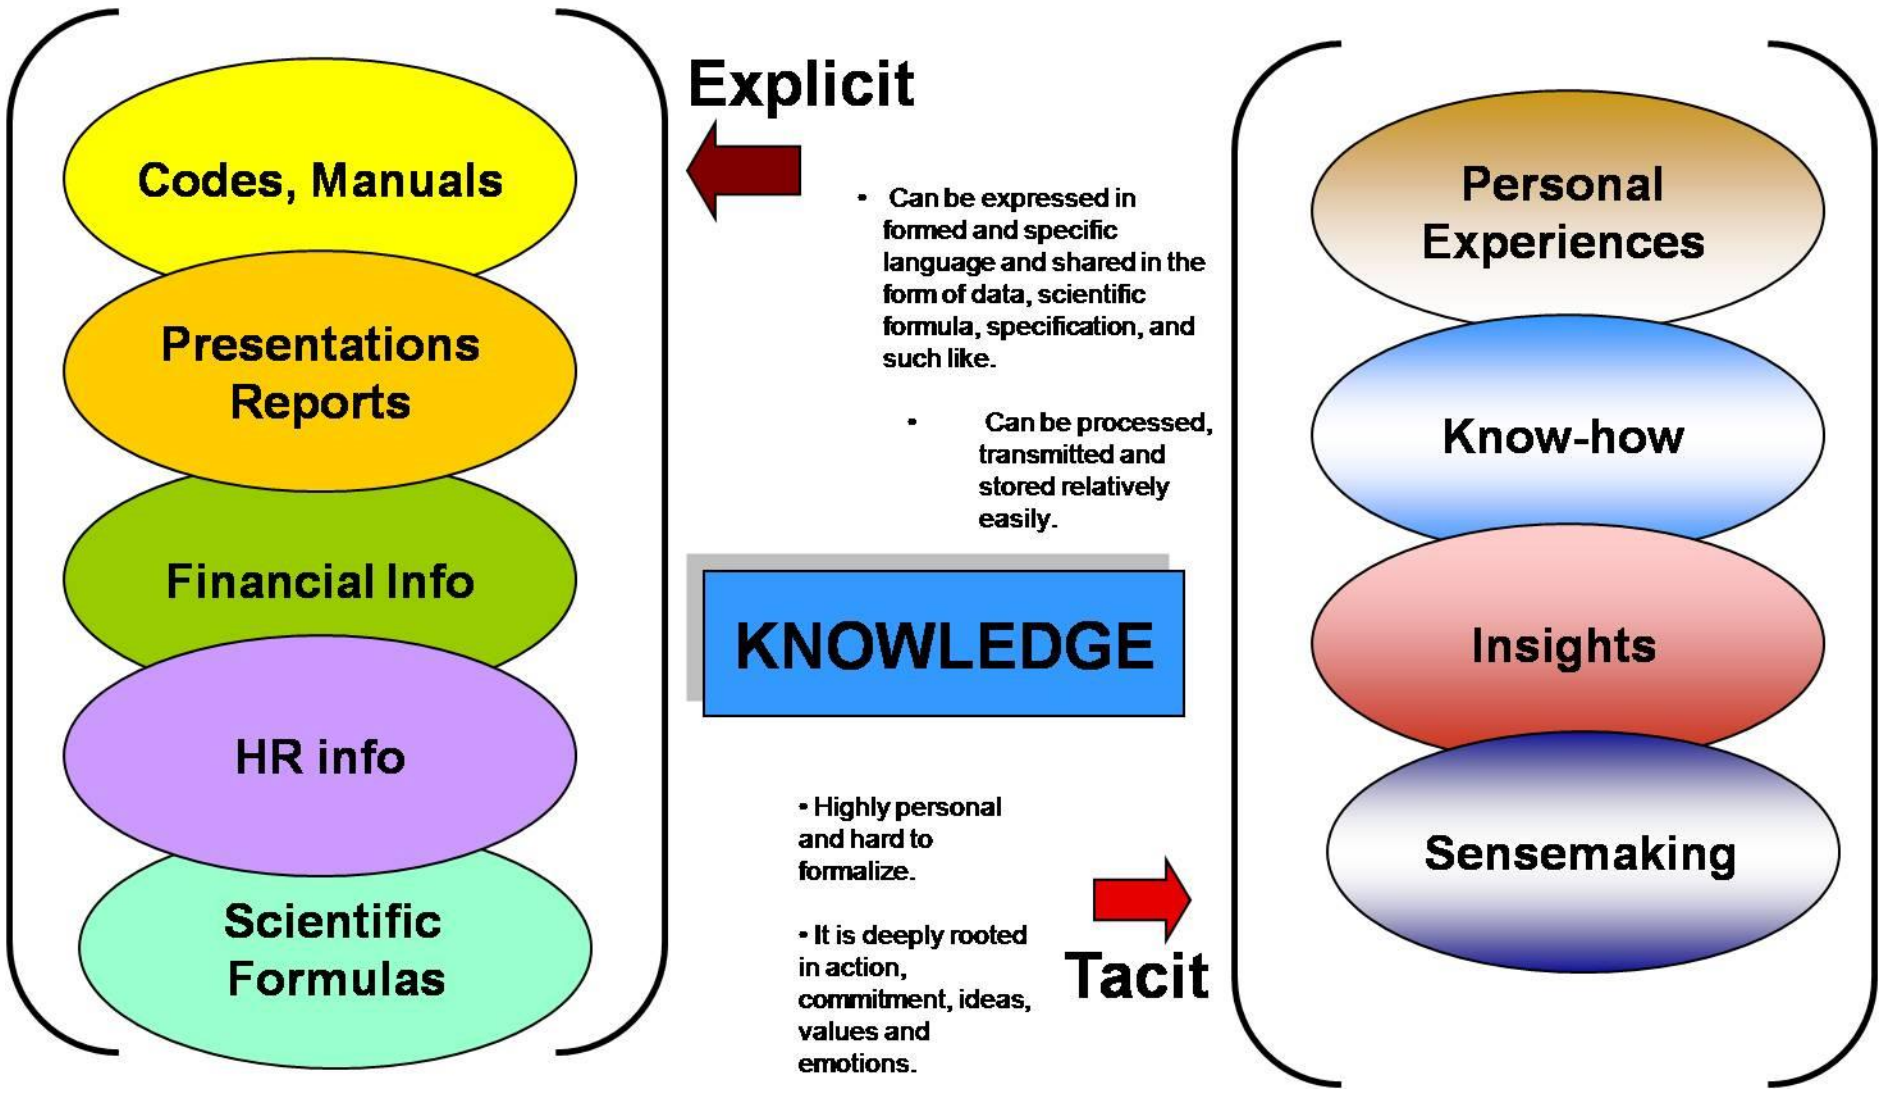 Codes, Manuals
Presentations
Reports
Financial Info
HR info
Scientific
Formulas
Explicit
• Can be expressed in
formed and specific
language and shared in the
form of data, scientific
formula, specification, and
such like.
• Can be processed,
transmitted and
stored relatively
easily.
KNOWLEDGE
• Highly personal
and hard to
formalize.
• It is deeply rooted
in action,
commitment, ideas,
values and
emotions.
Tacit
Personal
Experiences
Know-how
Insights
Sensemaking